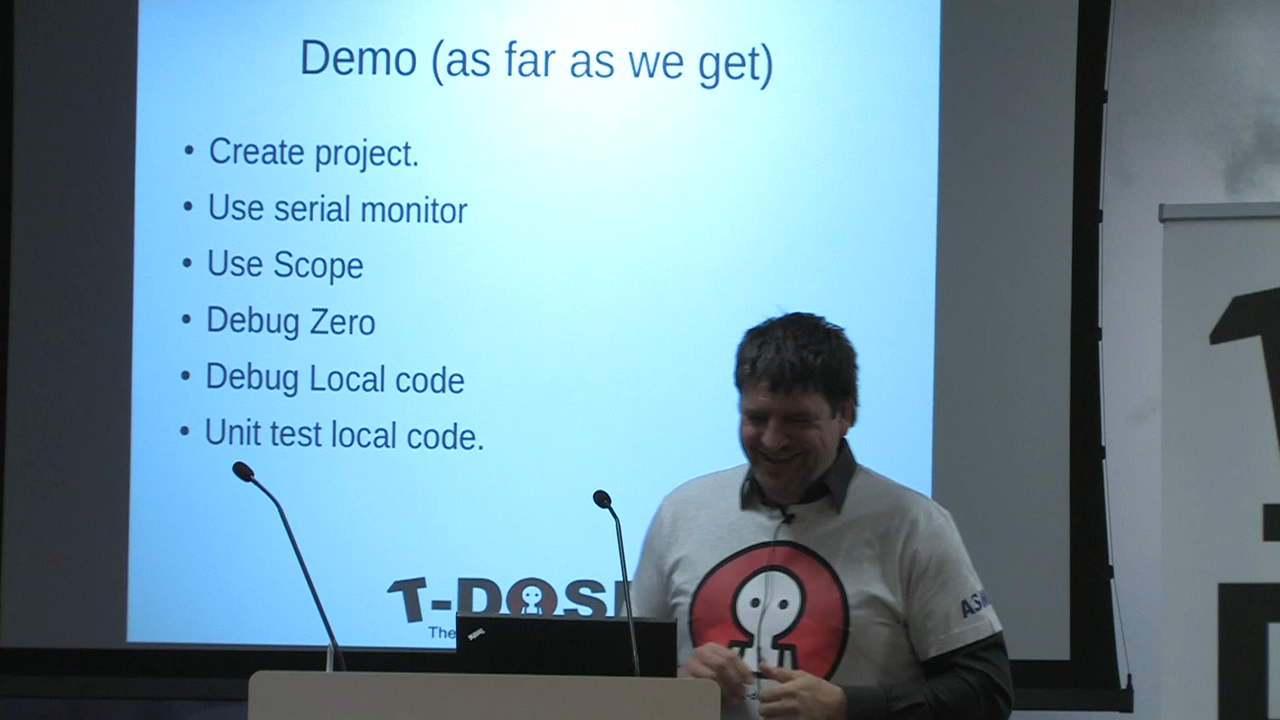 Demo (as far as we get)
• Create project.
• Use serial monitor
• Use Scope
• Debug Zero
• Debug Local code
• Unit test local code.
T-DOS
The